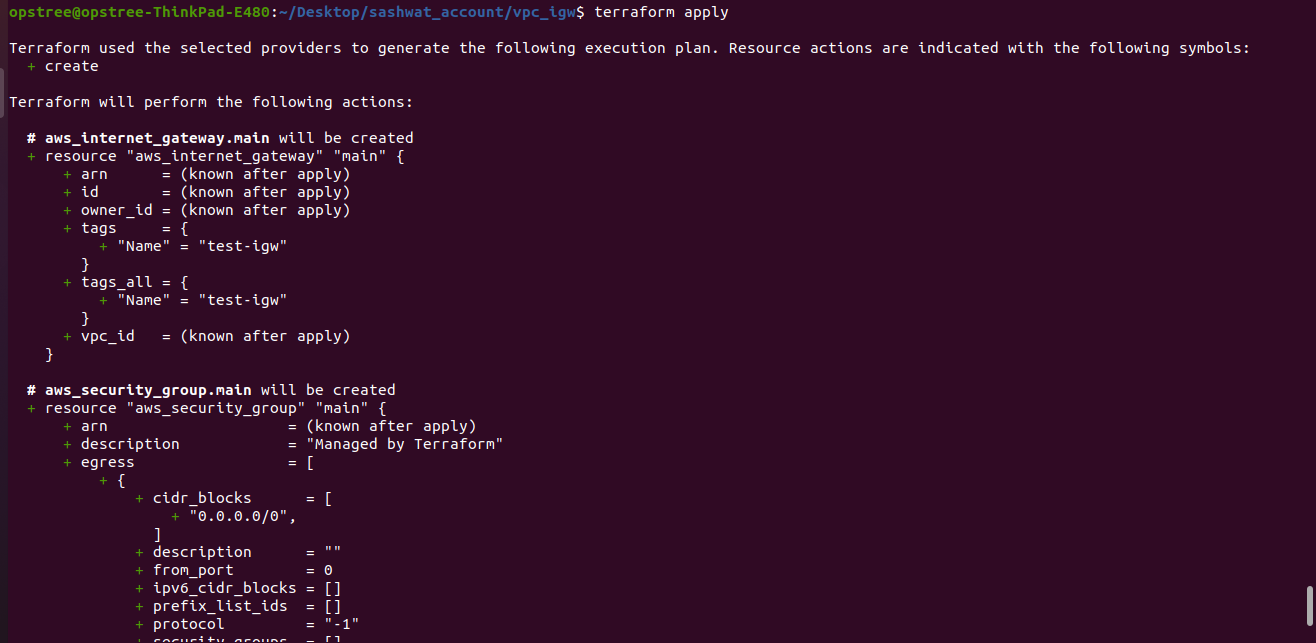 opstree@opstree-ThinkPad-E480:~/Desktop/sashwat_account/vpc_igw$ terraform apply

Terraform used the selected providers to generate the following execution plan. Resource actions are indicated with the following symbols:
  + create

Terraform will perform the following actions:

  # aws_internet_gateway.main will be created
  + resource "aws_internet_gateway" "main" {
      + arn      = (known after apply)
      + id       = (known after apply)
      + owner_id = (known after apply)
      + tags     = {
          + "Name" = "test-igw"
        }
      + tags_all = {
          + "Name" = "test-igw"
        }
      + vpc_id   = (known after apply)
    }

  # aws_security_group.main will be created
  + resource "aws_security_group" "main" {
      + arn                    = (known after apply)
      + description            = "Managed by Terraform"
      + egress                 = [
          + {
              + cidr_blocks      = [
                  + "0.0.0.0/0",
                ]
              + description      = ""
              + from_port        = 0
              + ipv6_cidr_blocks = []
              + prefix_list_ids  = []
              + protocol         = "-1"
              + security_groups  = []